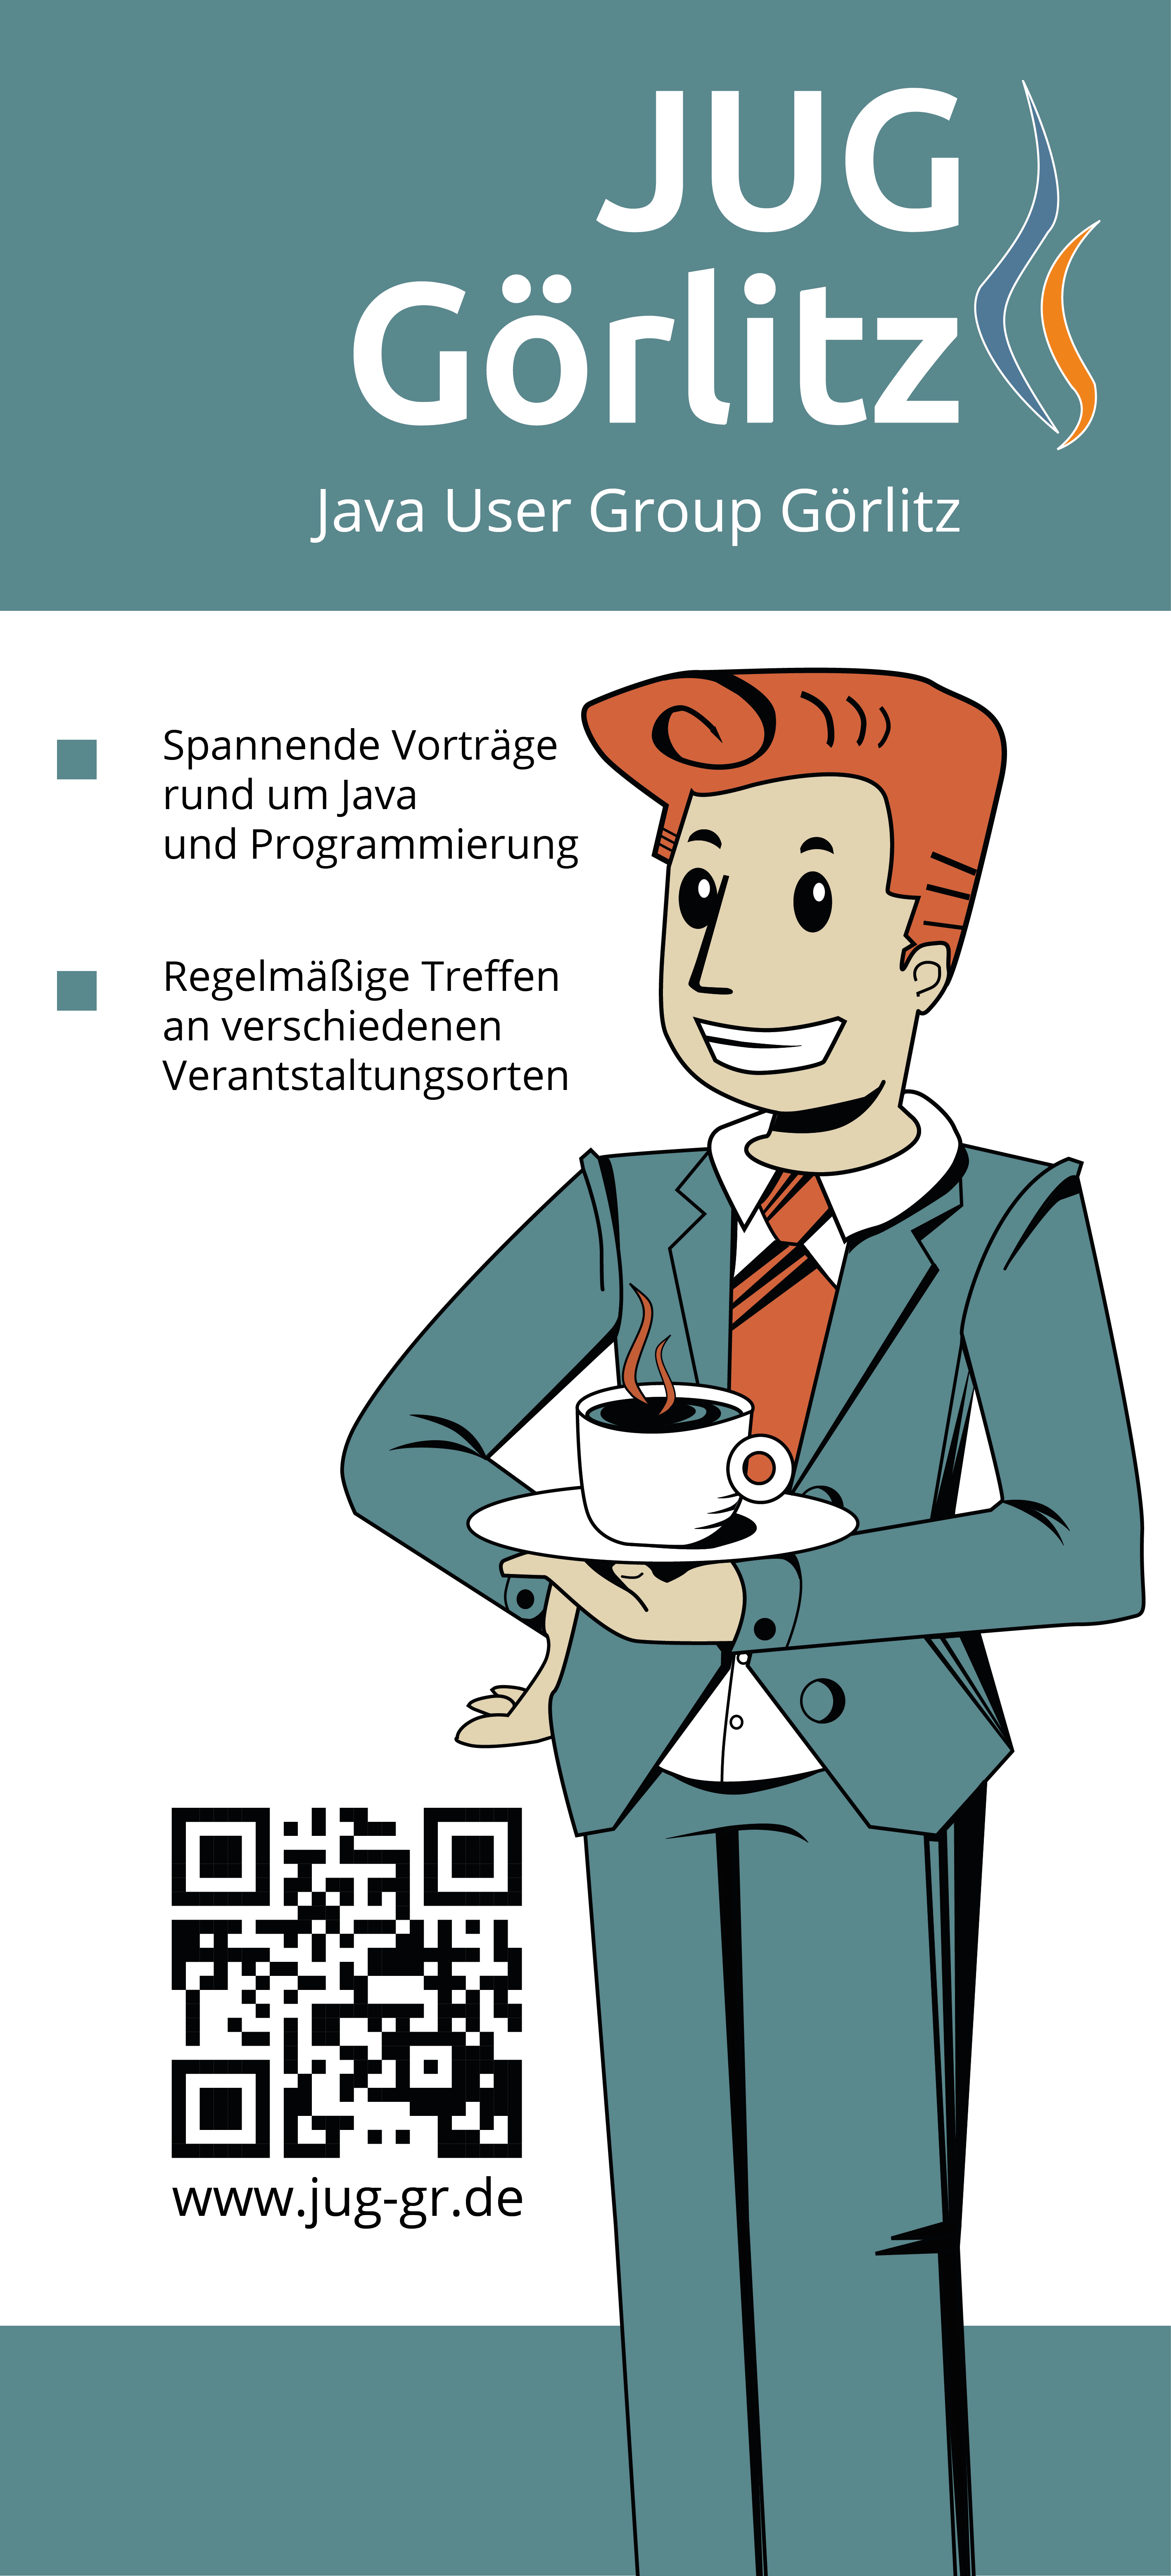 JUG
Görlitz
Java User Group Görlitz
Spannende Vorträge
rund um Java
und Programmierung
Regelmäßige Treffen
an verschiedenen
Verantstaltungsorten
www.jug-gr.de